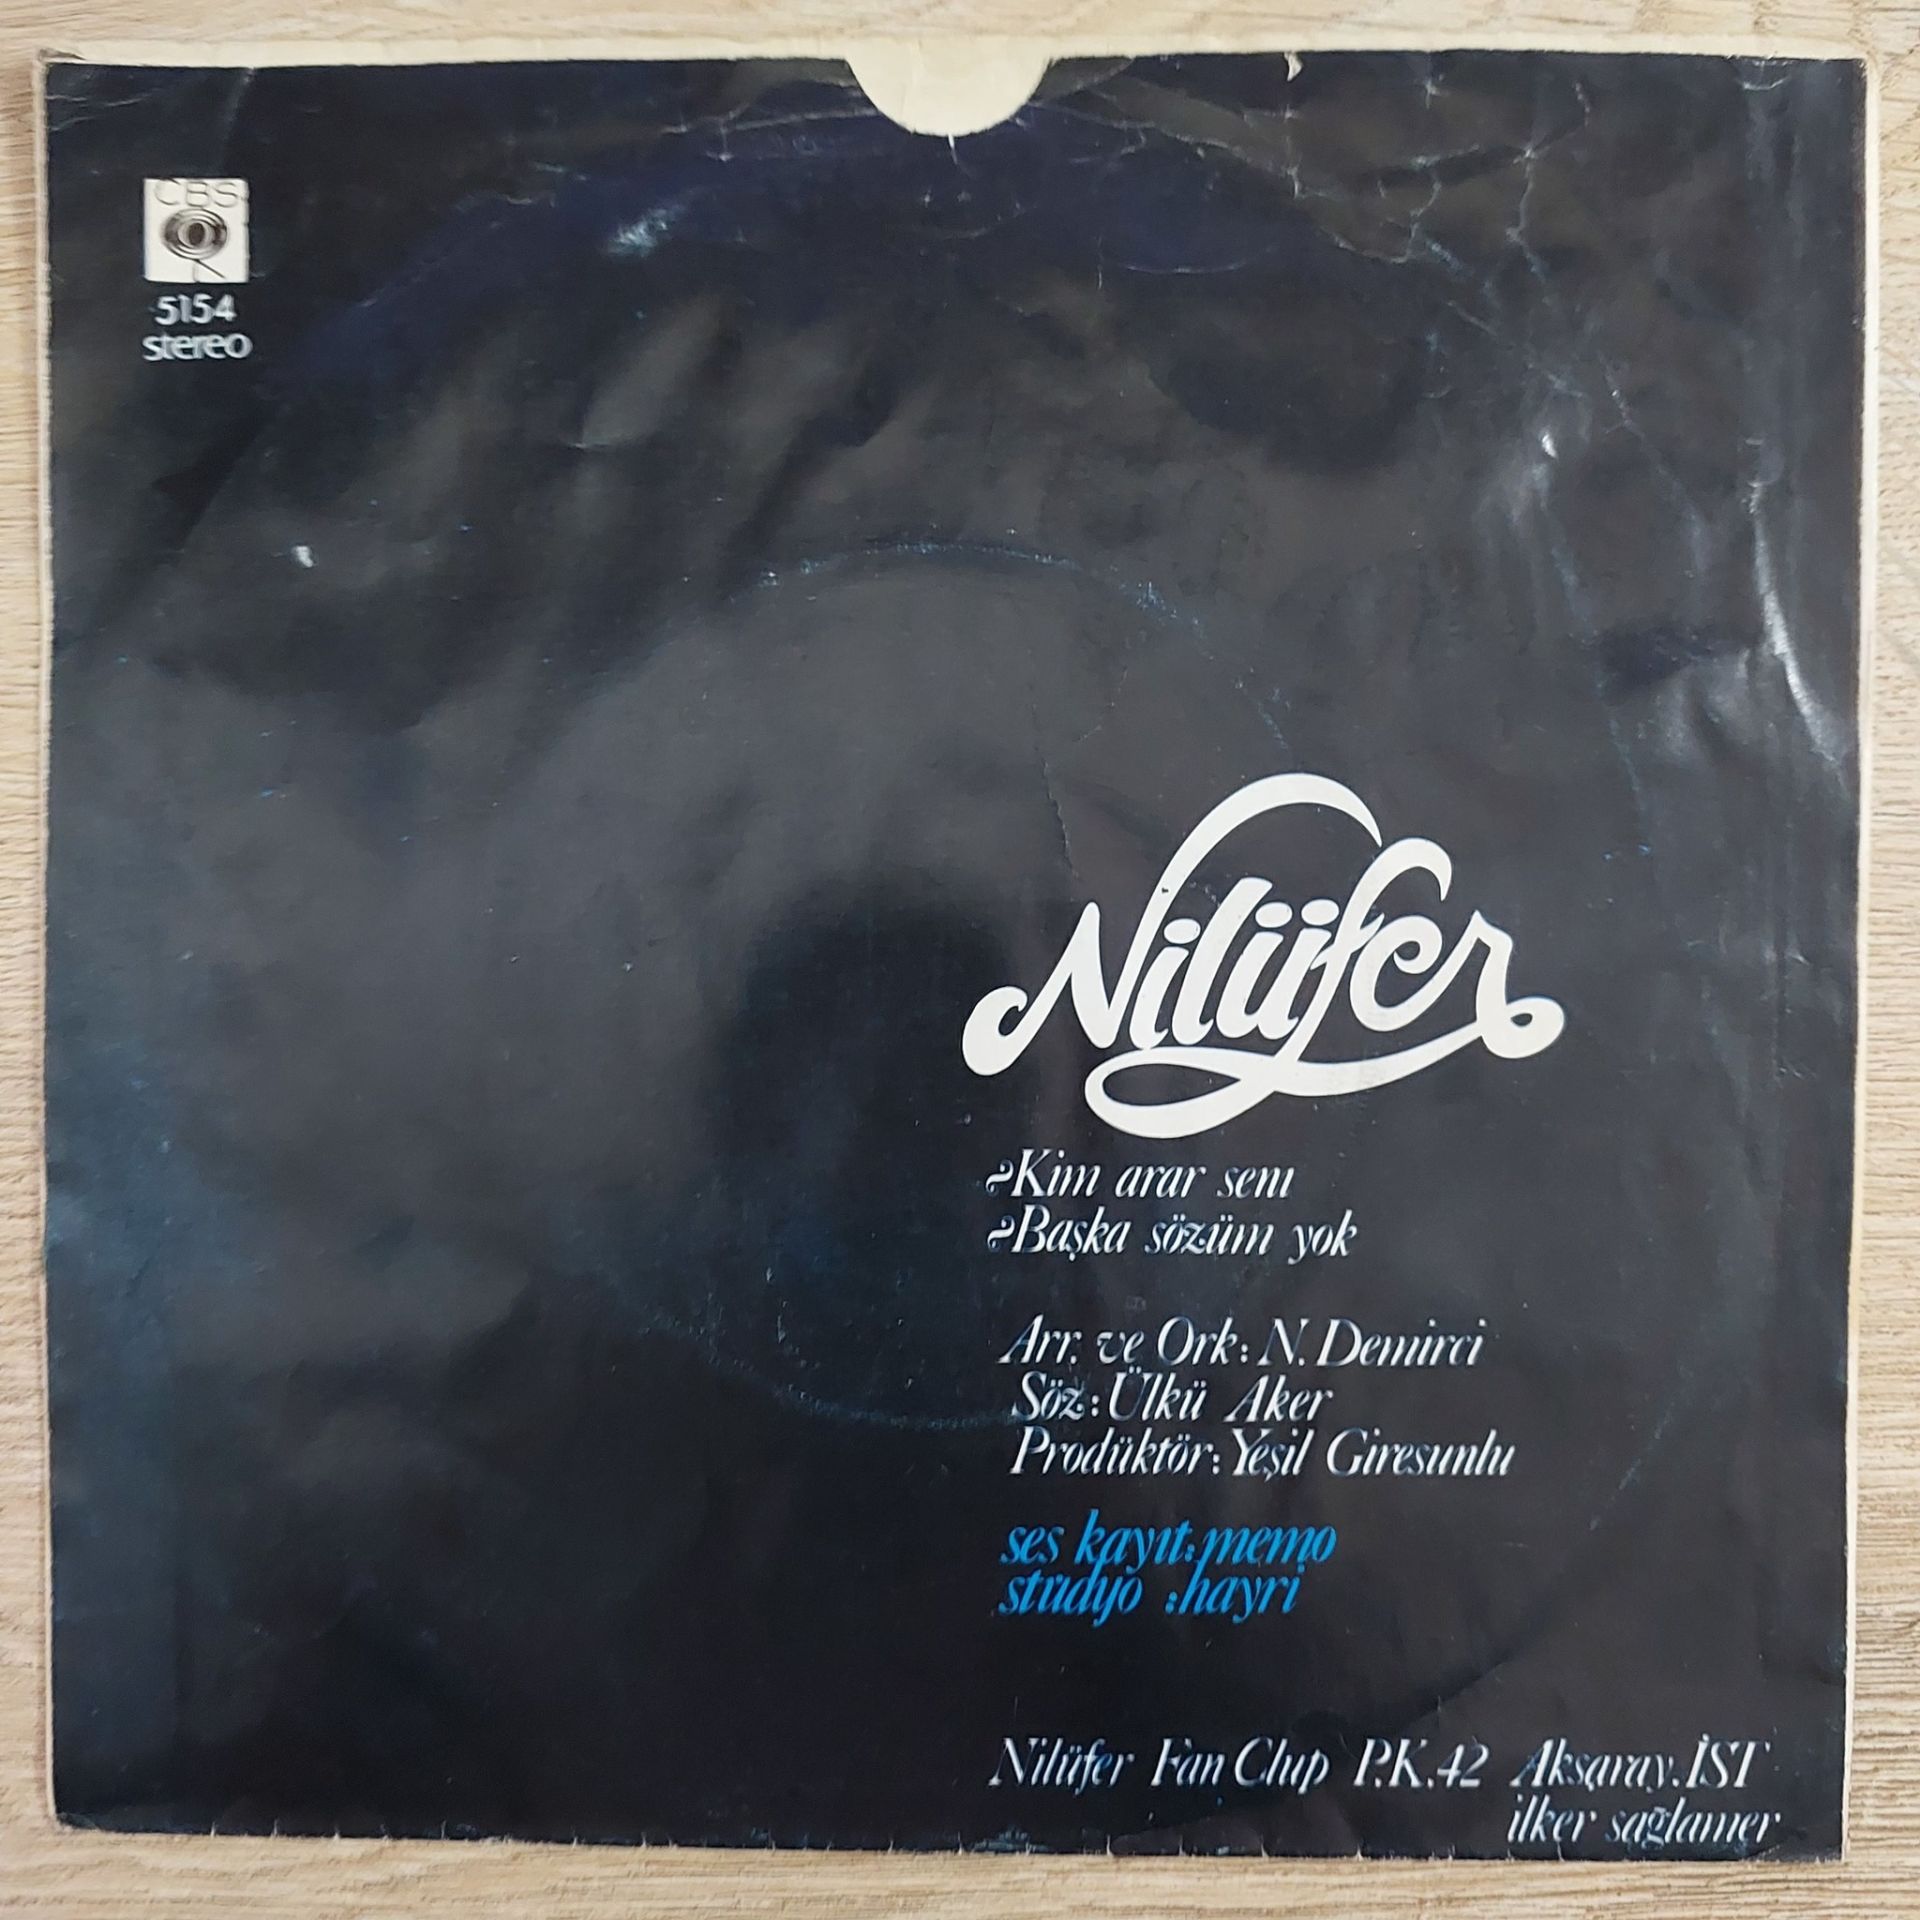 CBS
5154
stereo
Nilüfer
Kim arar seni
Başka sözüm yok
Arr. ve Ork: N. Demirci
Söz: Ülkü Aker
Prodüktör: Yeşil Giresunlu
ses kayıt: memo
stüdyo : hayri
Nilüfer Fan Clup P.K.42 Aksaray. İST
ilker sağlamer